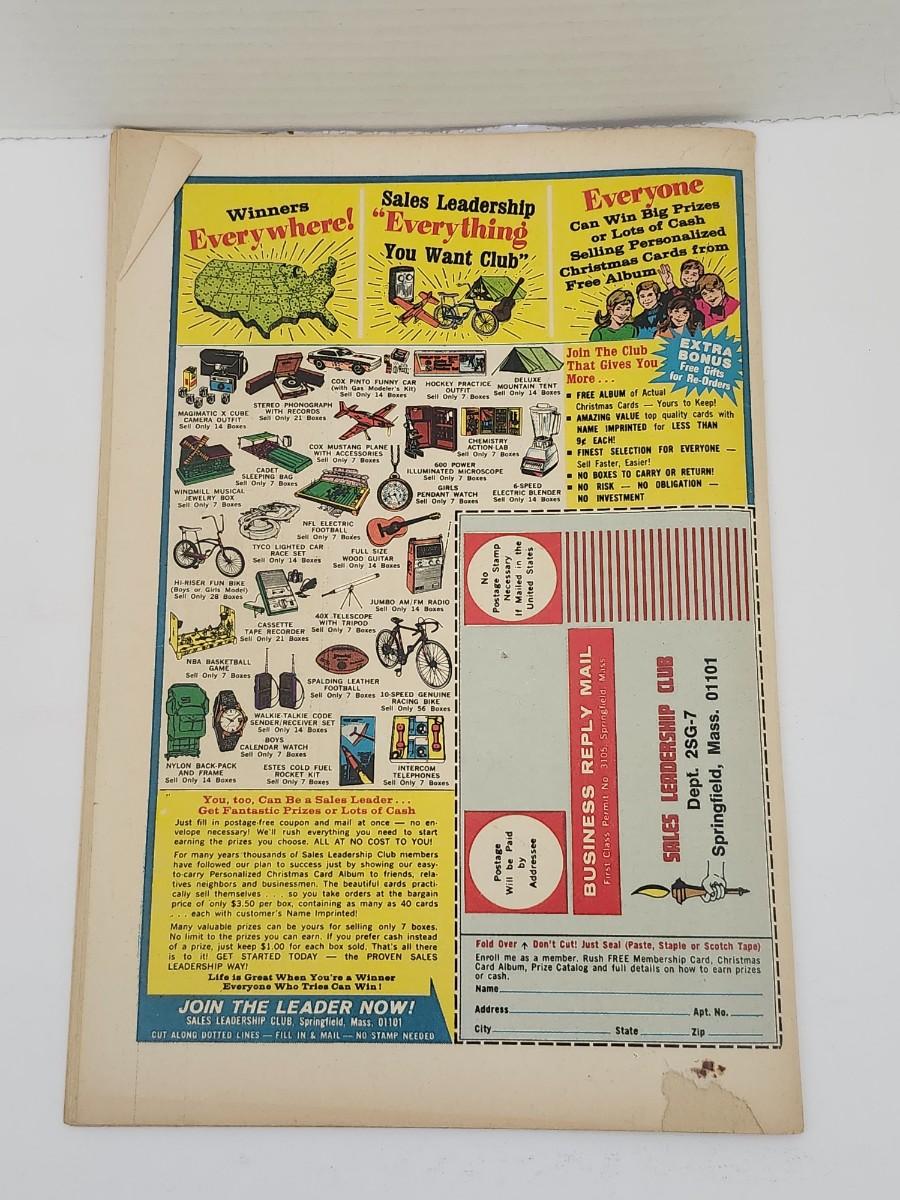 Winners
Everywhere!
Sales Leadership
"Everything
You Want Club"
Everyone
Can Win Big Prizes
or Lots of Cash
Selling Personalized
Christmas Cards from
Free Album
EXTRA
BONUS
Free Gifts
for Re-Orders
MAGIMATIC X CUBE
CAMERA OUTFIT
Sell Only 14 Boxes
STEREO PHONOGRAPH
WITH RECORDS
Sell Only 21 Boxes
COX PINTO FUNNY CAR
(with Gas Modeler's Kit)
Sell Only 14 Boxes
HOCKEY PRACTICE
OUTFIT
Sell Only 7 Boxes
DELUXE
MOUNTAIN TENT
Sell Only 14 Boxes
WINDMILL MUSICAL
JEWELRY BOX
Sell Only 7 Boxes
CADET
SLEEPING BAG
Sell Only 7 Boxes
COX MUSTANG PLANE
WITH ACCESSORIES
Sell Only 7 Boxes
600 POWER
ILLUMINATED MICROSCOPE
Sell Only 7 Boxes
CHEMISTRY
ACTION-LAB
Sell Only 7 Boxes
GIRLS
PENDANT WATCH
Sell Only 7 Boxes
6-SPEED
ELECTRIC BLENDER
Sell Only 14 Boxes
NFL ELECTRIC
FOOTBALL
Sell Only 7 Boxes
TYCO LIGHTED CAR
RACE SET
Sell Only 14 Boxes
FULL SIZE
WOOD GUITAR
Sell Only 14 Boxes
HI-RISER FUN BIKE
(Boys or Girls Model)
Sell Only 28 Boxes
JUMBO AM/FM RADIO
Sell Only 14 Boxes
CASSETTE
TAPE RECORDER
Sell Only 21 Boxes
40X TELESCOPE
WITH TRIPOD
Sell Only 7 Boxes
NBA BASKETBALL
GAME
Sell Only 7 Boxes
SPALDING LEATHER
FOOTBALL
Sell Only 7 Boxes
10-SPEED GENUINE
RACING BIKE
Sell Only 56 Boxes
WALKIE-TALKIE CODE
SENDER/RECEIVER SET
Sell Only 14 Boxes
BOYS
CALENDAR WATCH
Sell Only 7 Boxes
NYLON BACK-PACK
AND FRAME
Sell Only 14 Boxes
ESTES COLD FUEL
ROCKET KIT
Sell Only 7 Boxes
INTERCOM
TELEPHONES
Sell Only 7 Boxes
Join The Club
That Gives You
More . . .
■ FREE ALBUM of Actual
Christmas Cards — Yours to Keep!
■ AMAZING VALUE top quality cards with
NAME IMPRINTED for LESS THAN
9¢ EACH!
■ FINEST SELECTION FOR EVERYONE —
Sell Faster, Easier!
■ NO BOXES TO CARRY OR RETURN!
■ NO RISK — NO OBLIGATION —
NO INVESTMENT
You, too, Can Be a Sales Leader . . .
Get Fantastic Prizes or Lots of Cash
Just fill in postage-free coupon and mail at once — no en-
velope necessary! We'll rush everything you need to start
earning the prizes you choose. ALL AT NO COST TO YOU!
For many years thousands of Sales Leadership Club members
have followed our plan to success just by showing our easy-
to-carry Personalized Christmas Card Album to friends, rela-
tives neighbors and businessmen. The beautiful cards practi-
cally sell themselves . . . so you take orders at the bargain
price of only $3.50 per box, containing as many as 40 cards
. . . each with customer's Name Imprinted!
Many valuable prizes can be yours for selling only 7 boxes.
No limit to the prizes you can earn. If you prefer cash instead
of a prize, just keep $1.00 for each box sold. That's all there
is to it! GET STARTED TODAY — the PROVEN SALES
LEADERSHIP WAY!
Life is Great When You're a Winner
Everyone Who Tries Can Win!
JOIN THE LEADER NOW!
SALES LEADERSHIP CLUB, Springfield, Mass. 01101
CUT ALONG DOTTED LINES — FILL IN & MAIL — NO STAMP NEEDED
No
Postage Stamp
Necessary
If Mailed in the
United States
Postage
Will be Paid
by
Addressee
BUSINESS REPLY MAIL
First Class Permit No. 3105, Springfield, Mass.
SALES LEADERSHIP CLUB
Dept. 2SG-7
Springfield, Mass. 01101
Fold Over ↑ Don't Cut! Just Seal (Paste, Staple or Scotch Tape)
Enroll me as a member. Rush FREE Membership Card, Christmas
Card Album, Prize Catalog and full details on how to earn prizes
or cash.
Name
Address Apt. No.
City State Zip